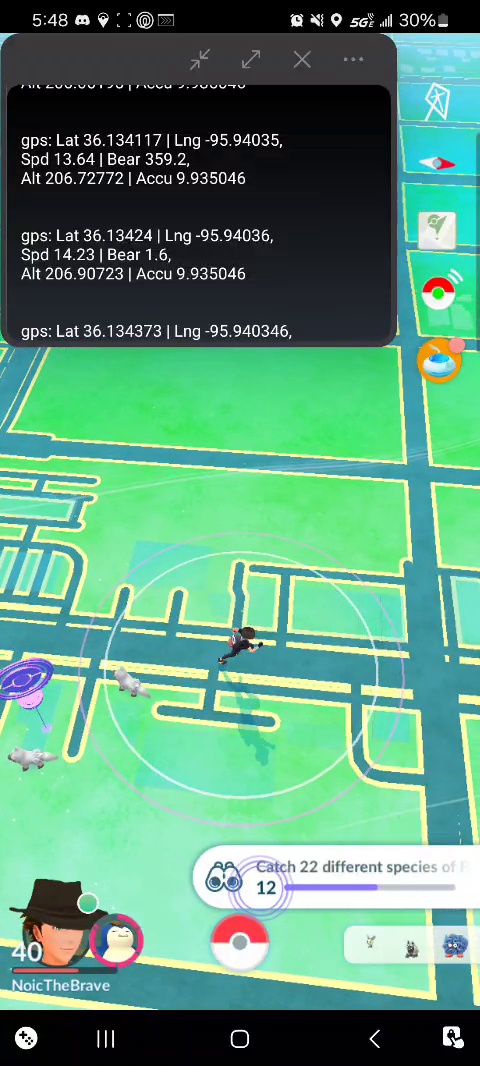 5:48
5GE
30%
gps: Lat 36.134117 | Lng -95.94035,
Spd 13.64 | Bear 359.2,
Alt 206.72772 | Accu 9.935046
gps: Lat 36.13424 | Lng -95.94036,
Spd 14.23 | Bear 1.6,
Alt 206.90723 | Accu 9.935046
gps: Lat 36.134373 | Lng -95.940346,
Catch 22 different species of
12
40
NoicTheBrave